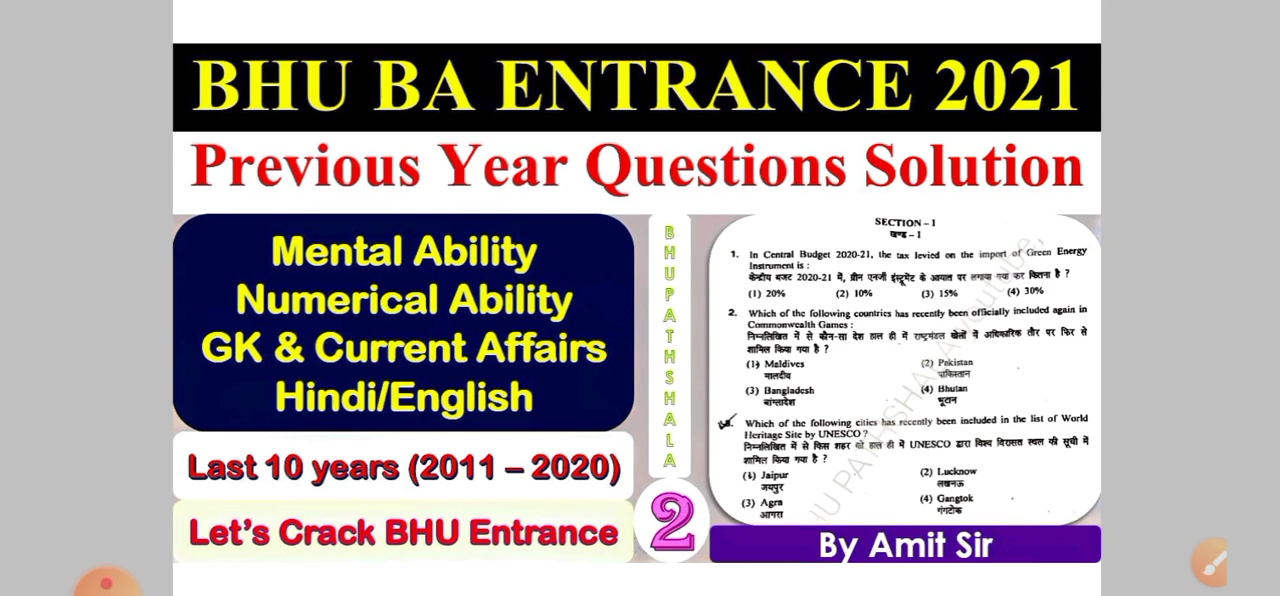 BHU BA ENTRANCE 2021
Previous Year Questions Solution
Mental Ability
Numerical Ability
GK & Current Affairs
Hindi/English
Last 10 years (2011 – 2020)
Let's Crack BHU Entrance
BHU PATHSHALA
2
SECTION – I
खण्ड – I
1. In Central Budget 2020-21, the tax levied on the import of Green Energy
Instrument is :
केन्द्रीय बजट 2020-21 में, ग्रीन एनर्जी इंस्ट्रूमेंट के आयात पर लगाया गया कर कितना है ?
(1) 20% (2) 10% (3) 15% (4) 30%
2. Which of the following countries has recently been officially included again in
Commonwealth Games :
निम्नलिखित में से कौन-सा देश हाल ही में राष्ट्रमंडल खेलों में आधिकारिक तौर पर फिर से
शामिल किया गया है ?
(1) Maldives (2) Pakistan
मालदीव पाकिस्तान
(3) Bangladesh (4) Bhutan
बांग्लादेश भूटान
Which of the following cities has recently been included in the list of World
Heritage Site by UNESCO ?
निम्नलिखित में से किस शहर को हाल ही में UNESCO द्वारा विश्व विरासत स्थल की सूची में
शामिल किया गया है ?
(1) Jaipur (2) Lucknow
जयपुर लखनऊ
(3) Agra (4) Gangtok
आगरा गंगटोक
BHU PATHSHALA Youtube,
By Amit Sir